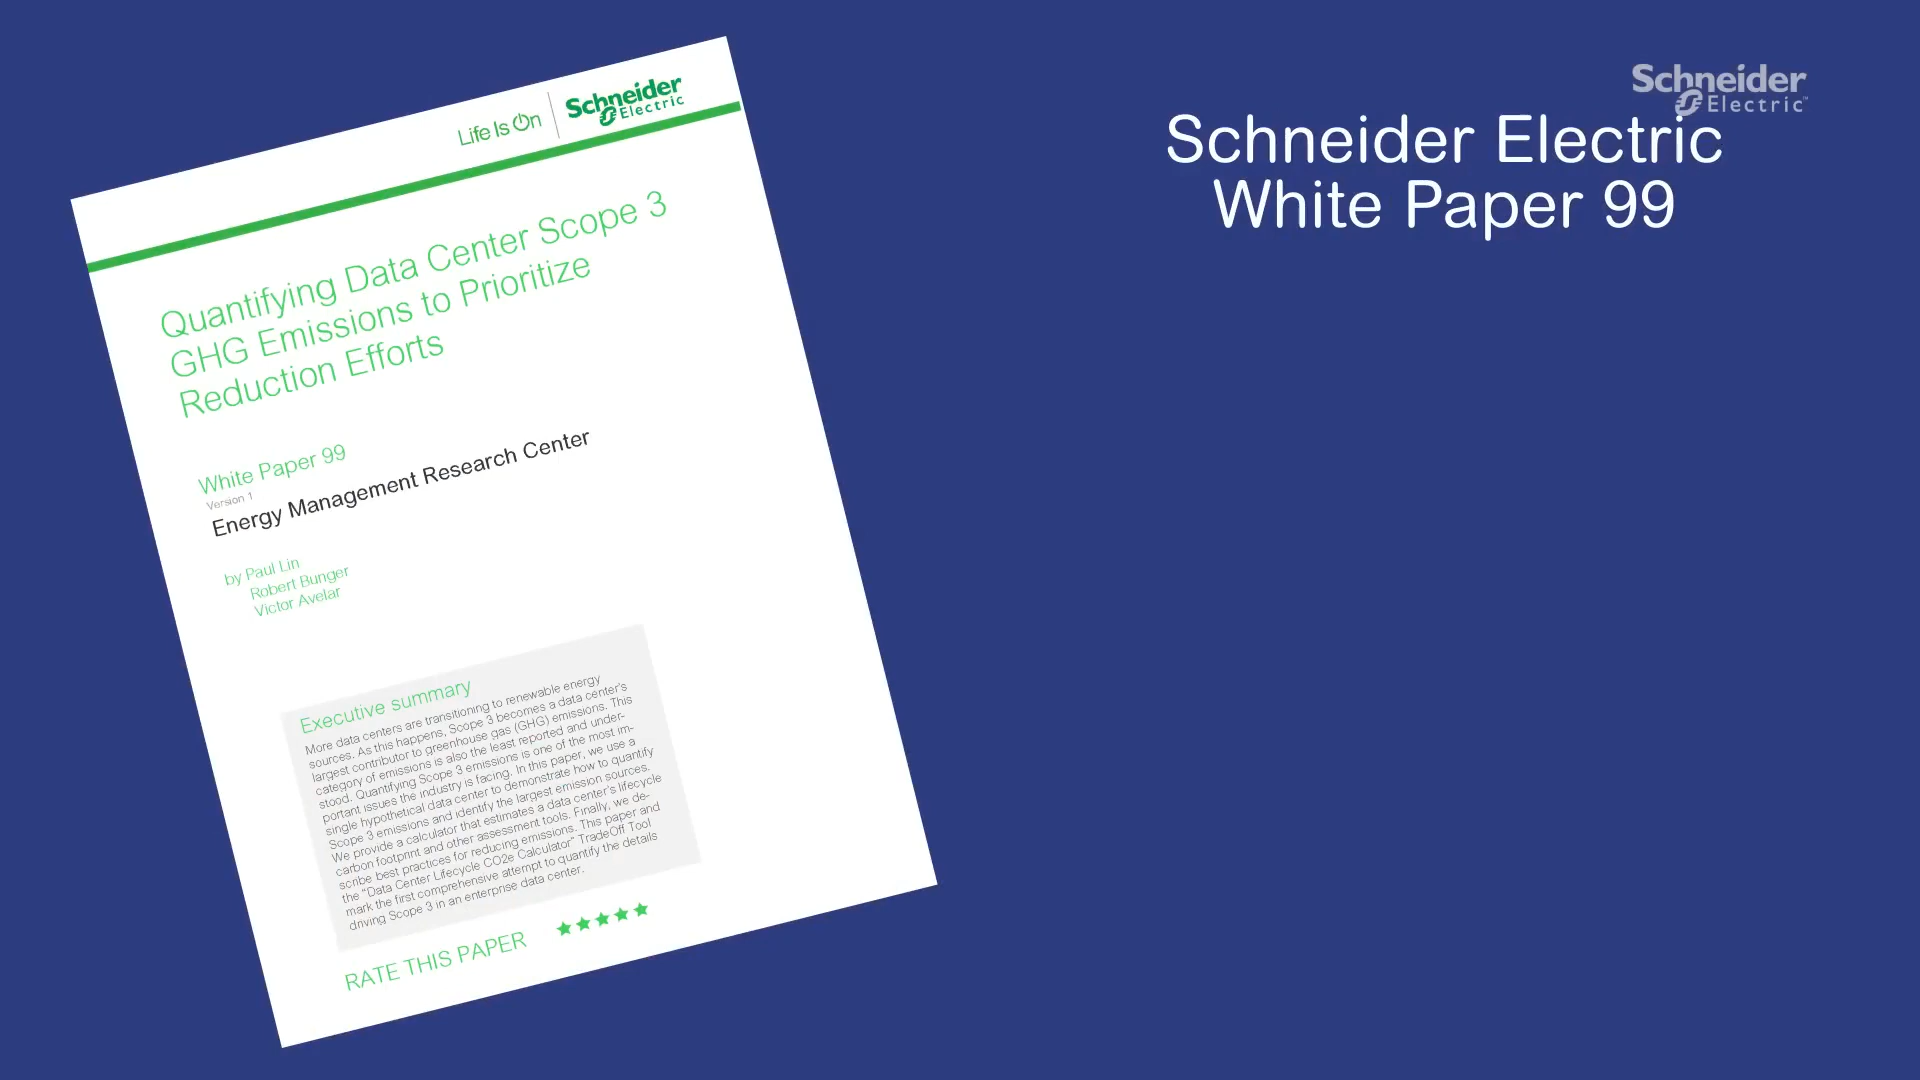 Life Is On
Schneider
Electric
Quantifying Data Center Scope 3
GHG Emissions to Prioritize
Reduction Efforts
White Paper 99
Version 1
Energy Management Research Center
by Paul Lin
Robert Bunger
Victor Avelar
Executive summary
More data centers are transitioning to renewable energy
sources. As this happens, Scope 3 becomes a data center's
largest contributor to greenhouse gas (GHG) emissions. This
category of emissions is also the least reported and under-
stood. Quantifying Scope 3 emissions is one of the most im-
portant issues the industry is facing. In this paper, we use a
single hypothetical data center to demonstrate how to quantify
Scope 3 emissions and identify the largest emission sources.
We provide a calculator that estimates a data center's lifecycle
carbon footprint and other assessment tools. Finally, we de-
scribe best practices for reducing emissions. This paper and
the "Data Center Lifecycle CO2e Calculator" TradeOff Tool
mark the first comprehensive attempt to quantify the details
driving Scope 3 in an enterprise data center.
RATE THIS PAPER
Schneider
Electric™
Schneider Electric
White Paper 99